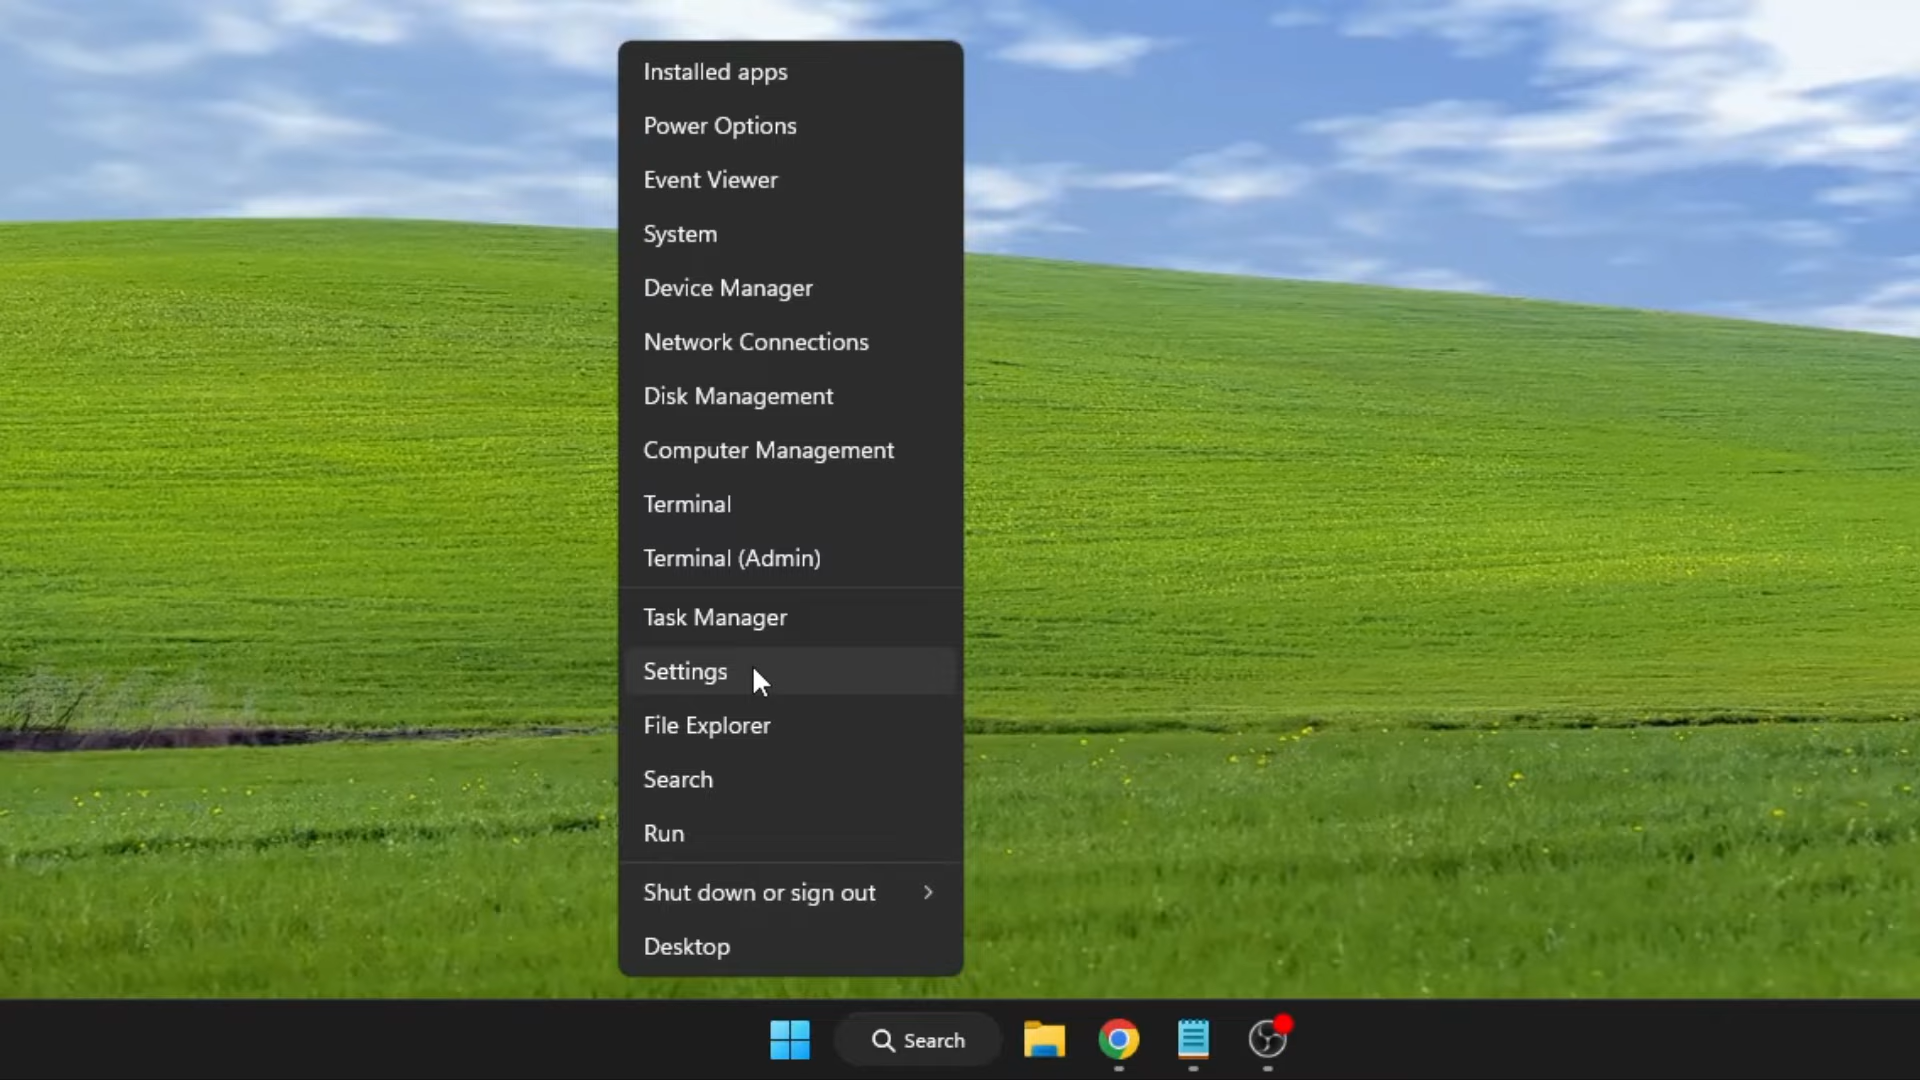 Installed apps
Power Options
Event Viewer
System
Device Manager
Network Connections
Disk Management
Computer Management
Terminal
Terminal (Admin)
Task Manager
Settings
File Explorer
Search
Run
Shut down or sign out
Desktop
Search